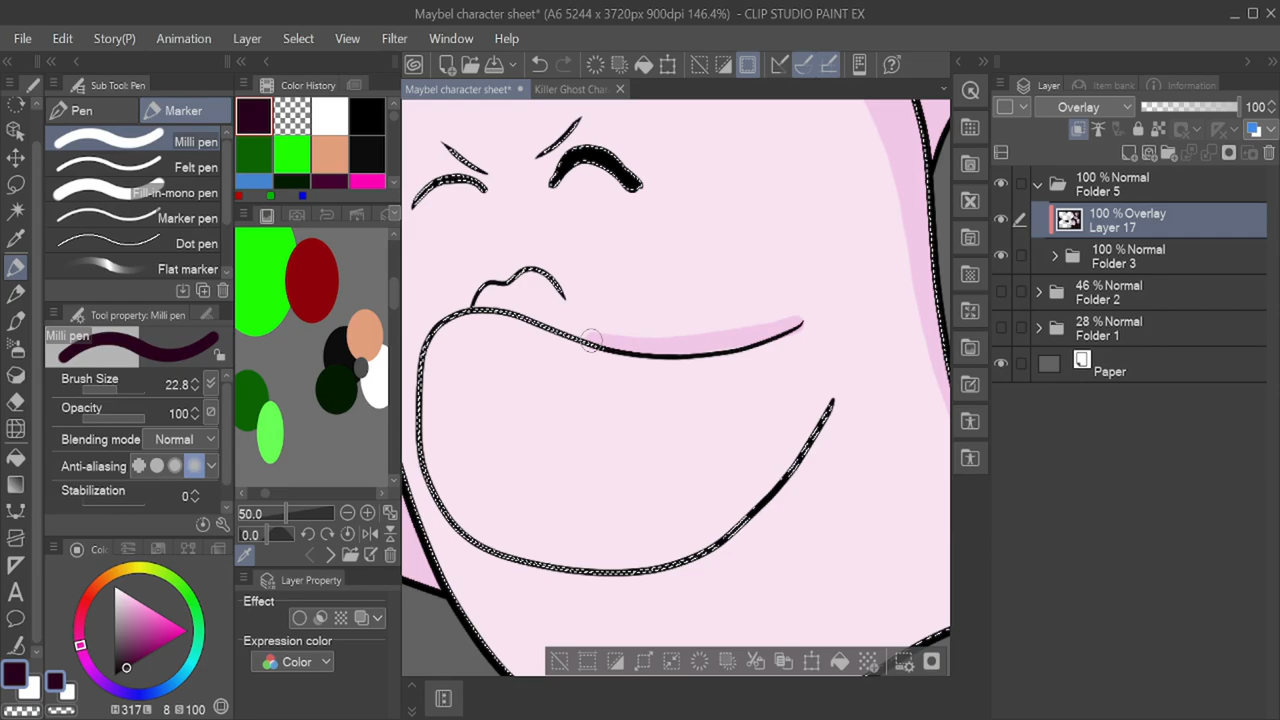 Maybel character sheet* (A6 5244 x 3720px 900dpi 146.4%) - CLIP STUDIO PAINT EX
File Edit Story(P) Animation Layer Select View Filter Window Help
Sub Tool: Pen
Pen
Marker
Milli pen
Felt pen
Fill-in-mono pen
Marker pen
Dot pen
Flat marker
Tool property: Milli pen
Milli pen
Brush Size 22.8
Opacity 100
Blending mode Normal
Anti-aliasing
Stabilization 0
Col
H 317 L 8 S 100
Color History
50.0
0.0
Layer Property
Effect
Expression color
Color
Maybel character sheet*
Killer Ghost Char
Layer
Item bank
Information
Overlay 100
100 % Normal
Folder 5
100 % Overlay
Layer 17
100 % Normal
Folder 3
46 % Normal
Folder 2
28 % Normal
Folder 1
Paper